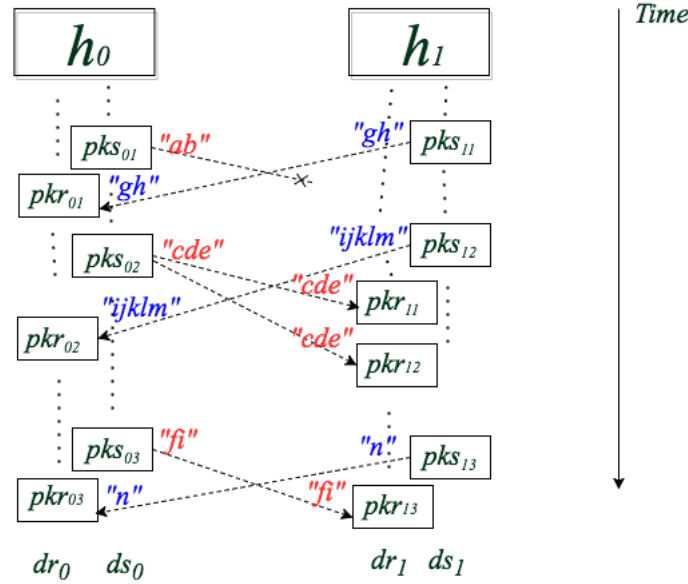 h0 h1 Time
"gh"
pks01 "ab" pks11
pkr01 "gh"
"ijklm" pks12
pks02 "cde"
"cde" pkr11
"ijklm"
pkr02 "cde" pkr12
pks03 "fi" "n" pks13
pkr03 "n" "fi" pkr13
dr0 ds0 dr1 ds1